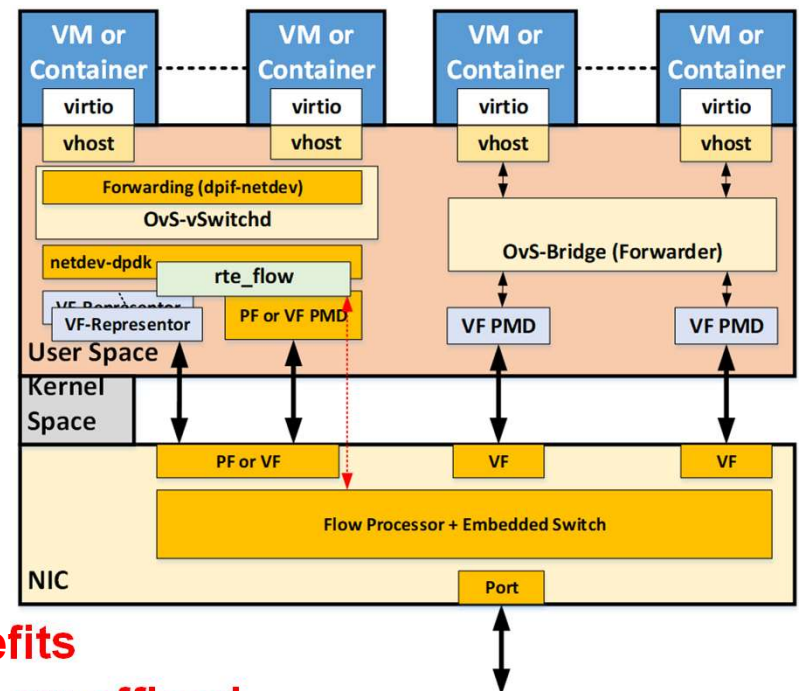 VM or
Container
VM or
Container
VM or
Container
VM or
Container
virtio
virtio
virtio
virtio
vhost
vhost
vhost
vhost
Forwarding (dpif-netdev)
OvS-vSwitchd
OvS-Bridge (Forwarder)
netdev-dpdk
rte_flow
VF-Representor
VF-Representor
PF or VF PMD
VF PMD
VF PMD
User Space
Kernel
Space
PF or VF
VF
VF
Flow Processor + Embedded Switch
NIC
Port
efits